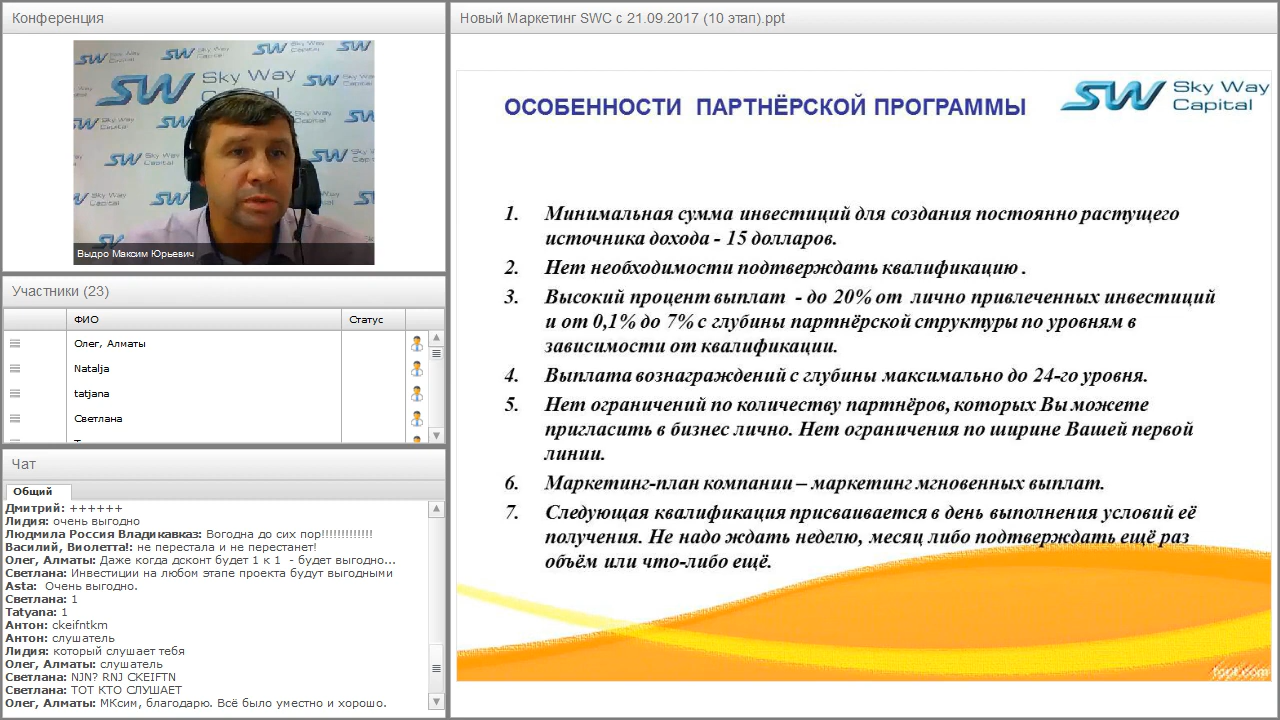 Конференция
SW Sky Way Capital
Выдро Максим Юрьевич
Участники (23)
ФИО
Статус
Олег, Алматы
Natalja
tatjana
Светлана
Чат
Общий
Дмитрий: ++++++
Лидия: очень выгодно
Людмила Россия Владикавказ: Вогодна до сих пор!!!!!!!!!!!!!
Василий, Виолетта!: не перестала и не перестанет!
Олег, Алматы: Даже когда дсконт будет 1 к 1  - будет выгодно...
Светлана: Инвестиции на любом этапе проекта будут выгодными
Asta:  Очень выгодно.
Светлана: 1
Tatyana: 1
Антон: ckeifntkm
Антон: слушатель
Лидия: который слушает тебя
Олег, Алматы: слушатель
Светлана: NJN? RNJ CKEIFTN
Светлана: ТОТ КТО СЛУШАЕТ
Олег, Алматы: МКсим, благодарю. Всё было уместно и хорошо.
Новый Маркетинг SWC с 21.09.2017 (10 этап).ppt
ОСОБЕННОСТИ  ПАРТНЁРСКОЙ ПРОГРАММЫ
SW Sky Way
Capital
1. Минимальная сумма инвестиций для создания постоянно растущего
источника дохода - 15 долларов.
2. Нет необходимости подтверждать квалификацию .
3. Высокий процент выплат  - до 20% от  лично привлеченных инвестиций
и от 0,1% до 7% с глубины партнёрской структуры по уровням в
зависимости от квалификации.
4. Выплата вознаграждений с глубины максимально до 24-го уровня.
5. Нет ограничений по количеству партнёров, которых Вы можете
пригласить в бизнес лично. Нет ограничения по ширине Вашей первой
линии.
6. Маркетинг-план компании – маркетинг мгновенных выплат.
7. Следующая квалификация присваивается в день выполнения условий её
получения. Не надо ждать неделю, месяц либо подтверждать ещё раз
объём или что-либо ещё.
fppt.com